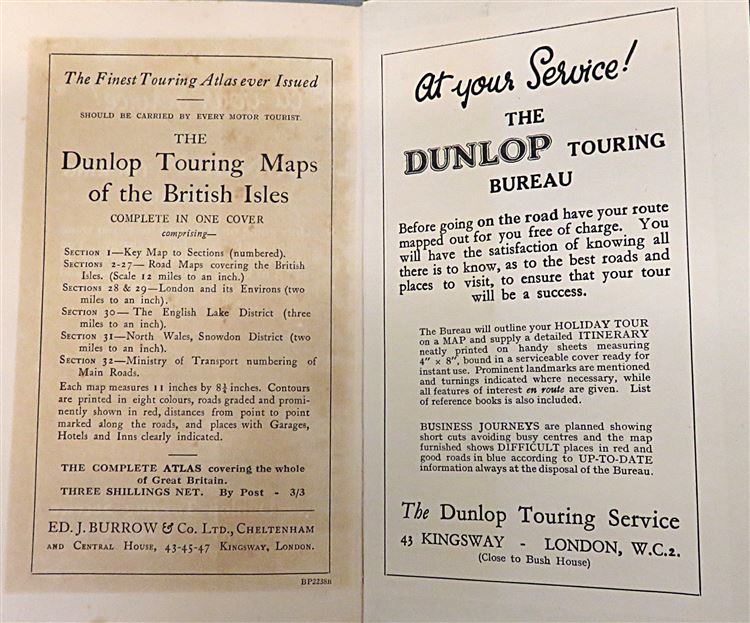 The Finest Touring Atlas ever Issued
SHOULD BE CARRIED BY EVERY MOTOR TOURIST.
THE
Dunlop Touring Maps
of the British Isles
COMPLETE IN ONE COVER
comprising—
SECTION 1—Key Map to Sections (numbered).
SECTIONS 2-27—Road Maps covering the British
Isles. (Scale 12 miles to an inch.)
SECTIONS 28 & 29—London and its Environs (two
miles to an inch).
SECTION 30—The English Lake District (three
miles to an inch).
SECTION 31—North Wales, Snowdon District (two
miles to an inch).
SECTION 32—Ministry of Transport numbering of
Main Roads.
Each map measures 11 inches by 8¼ inches. Contours
are printed in eight colours, roads graded and promi-
nently shown in red, distances from point to point
marked along the roads, and places with Garages,
Hotels and Inns clearly indicated.
THE COMPLETE ATLAS covering the whole
of Great Britain.
THREE SHILLINGS NET. By Post - 3/3
ED. J. BURROW & Co. LTD., CHELTENHAM
AND CENTRAL HOUSE, 43-45-47 KINGSWAY, LONDON.
BP2238B
At your Service!
THE
DUNLOP TOURING
BUREAU
Before going on the road have your route
mapped out for you free of charge. You
will have the satisfaction of knowing all
there is to know, as to the best roads and
places to visit, to ensure that your tour
will be a success.
The Bureau will outline your HOLIDAY TOUR
on a MAP and supply a detailed ITINERARY
neatly printed on handy sheets measuring
4" x 8", bound in a serviceable cover ready for
instant use. Prominent landmarks are mentioned
and turnings indicated where necessary, while
all features of interest en route are given. List
of reference books is also included.
BUSINESS JOURNEYS are planned showing
short cuts avoiding busy centres and the map
furnished shows DIFFICULT places in red and
good roads in blue according to UP-TO-DATE
information always at the disposal of the Bureau.
The Dunlop Touring Service
43 KINGSWAY - LONDON, W.C.2.
(Close to Bush House)